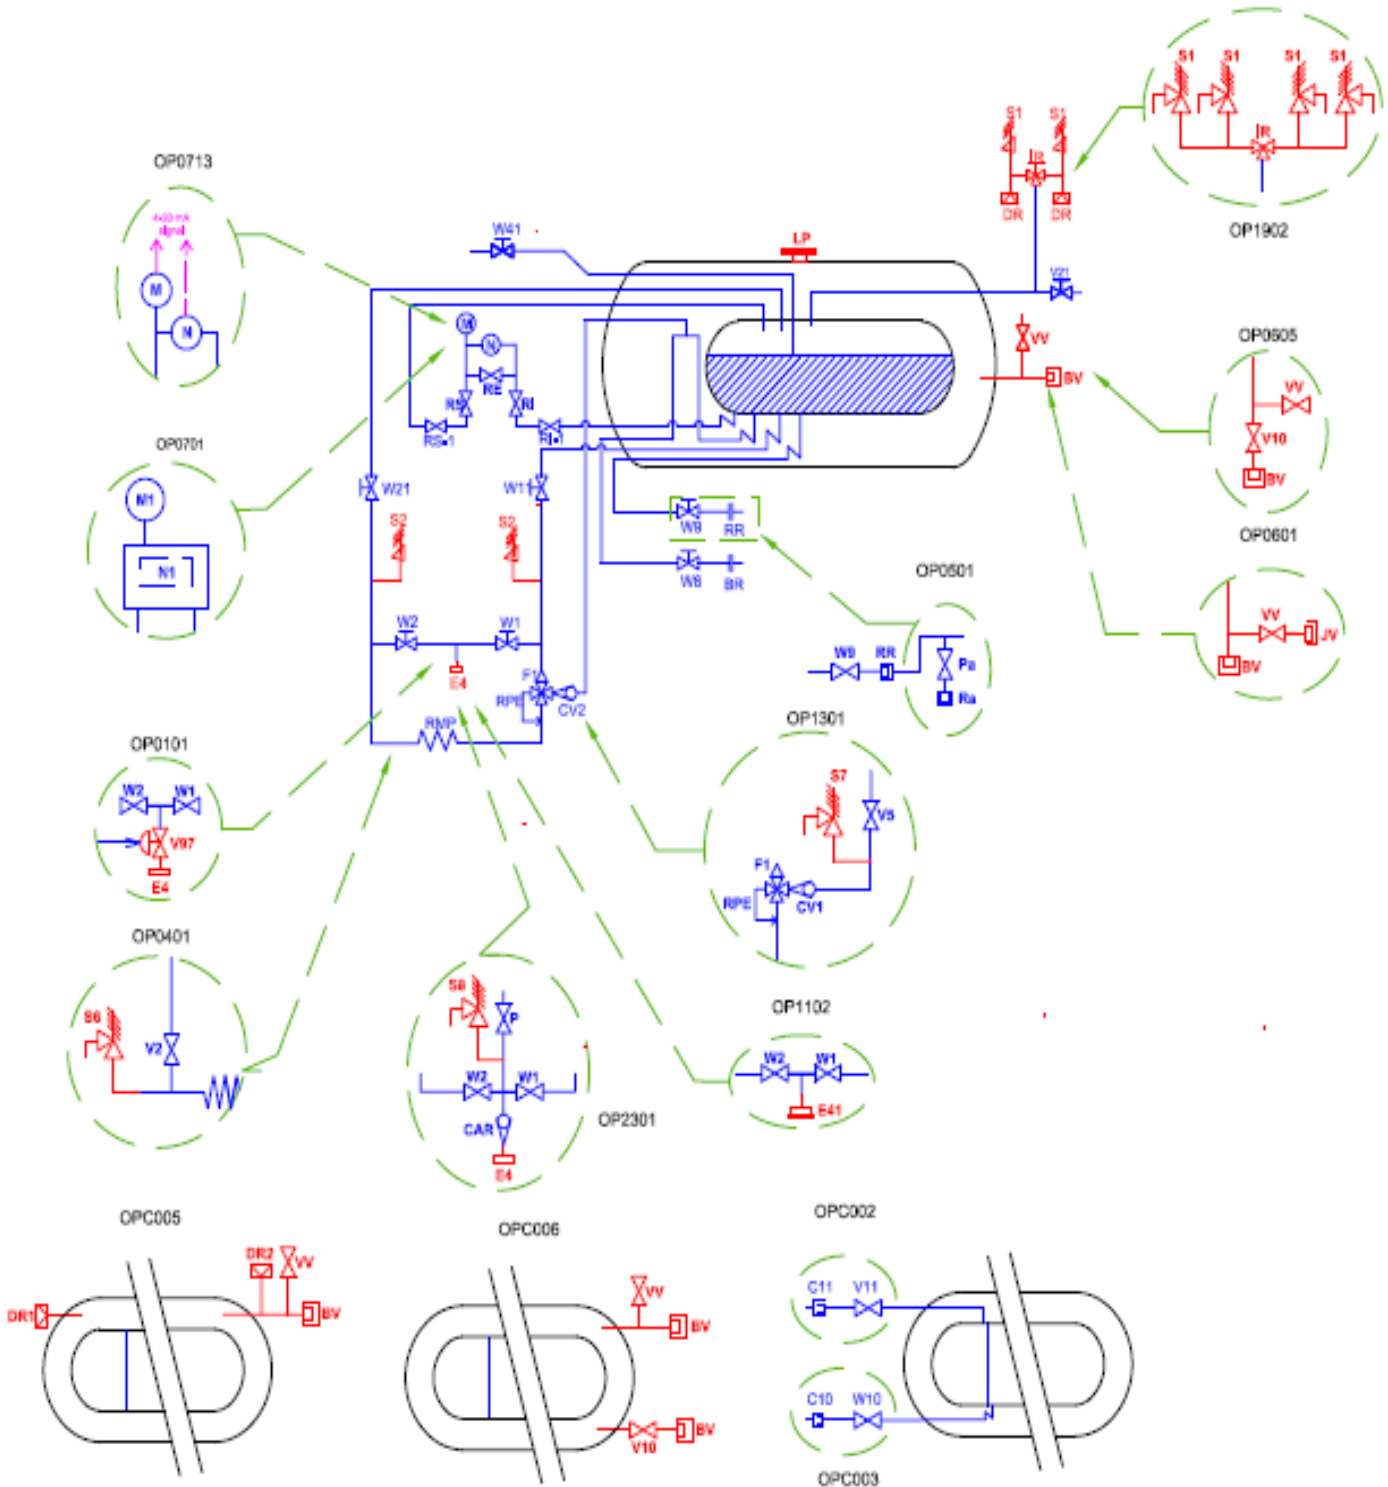 S1 S1 S1 S1
IR
OP1902
S1 S1
IR
DR DR
OP0713
4-20 mA
signal
M
N
W41
LP
V21
M
N
RE
RS RI
RS-1 RI-1
VV
BV
OP0605
VV
V10
BV
OP0701
M1
N1
W21
W11
S2
S2
W9 RR
W8 BR
OP0601
VV
JV
BV
OP0501
W9 RR
Pa
Ra
W2
W1
E4
F1
RPE
CV2
RMP
OP1301
S7
V5
F1
RPE
CV1
OP0101
W2 W1
V97
E4
OP0401
S6
V2
S8
P
W2 W1
CAR
E4
OP2301
OP1102
W2 W1
E41
OPC005
DR2
VV
DR1
BV
OPC006
VV
BV
V10
BV
OPC002
C11 V11
C10 W10
OPC003